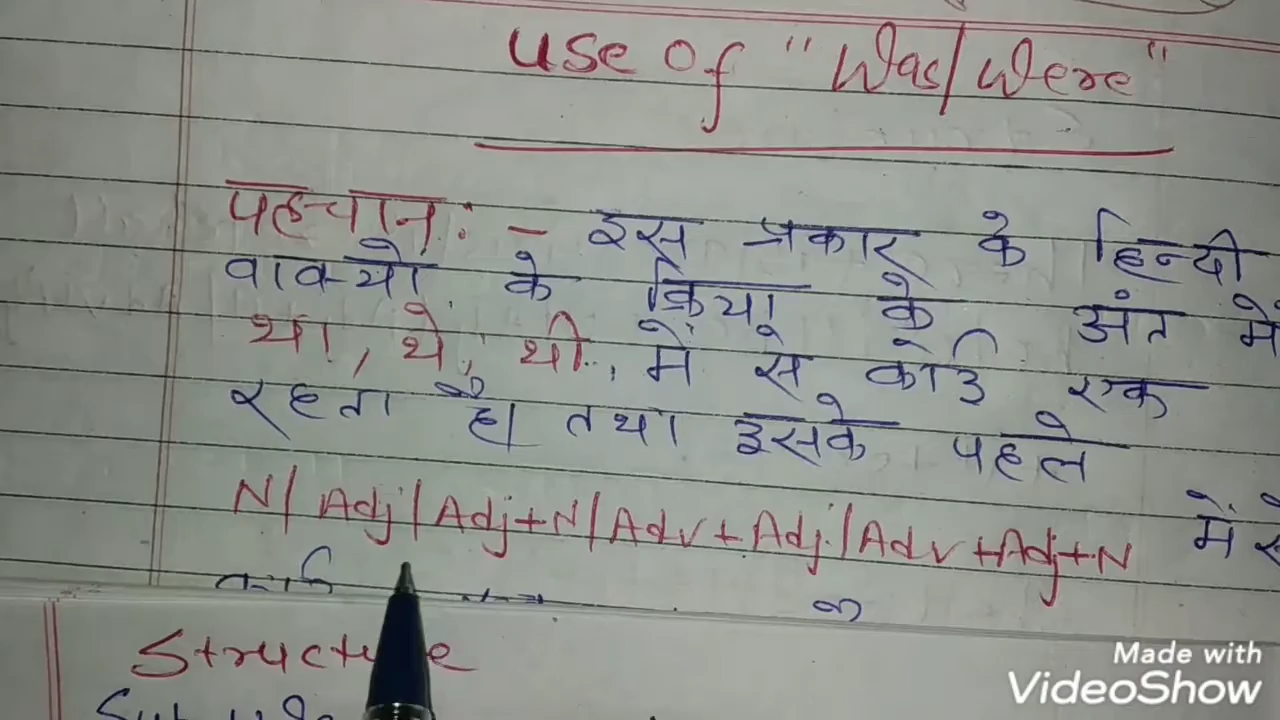 Use Of "Was/Were"
पहचान :- इस प्रकार के हिन्दी
वाक्यों के क्रिया के अंत में
था, थे, थी, में से कोई एक
रहता है। तथा इसके पहले
N/ Adj/ Adj+N/ Adv + Adj/ Adv +Adj+N में से
Structure
Made with
VideoShow